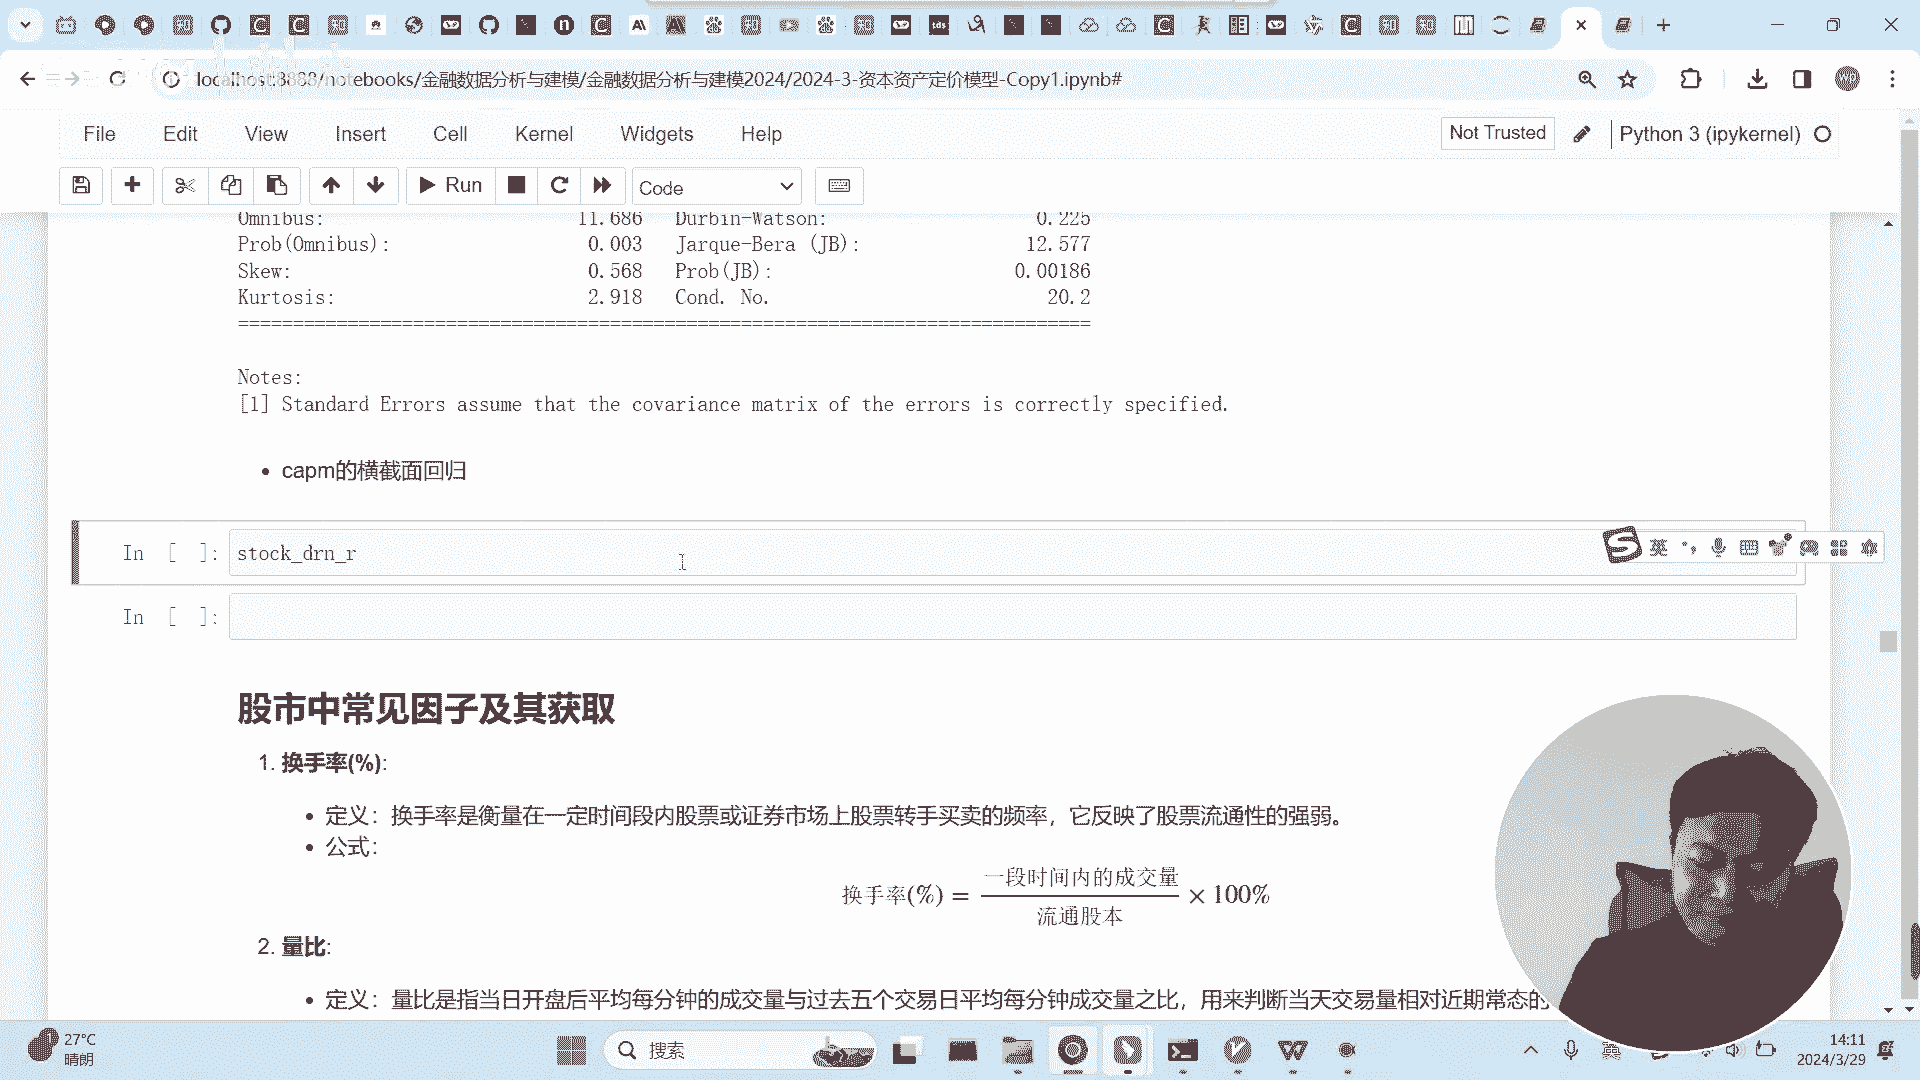 localhost:8888/notebooks/金融数据分析与建模/金融数据分析与建模2024/2024-3-资本资产定价模型-Copy1.ipynb#
File Edit View Insert Cell Kernel Widgets Help
Not Trusted
Python 3 (ipykernel)
Run
Code
Omnibus: 11.686 Durbin-Watson: 0.225
Prob(Omnibus): 0.003 Jarque-Bera (JB): 12.577
Skew: 0.568 Prob(JB): 0.00186
Kurtosis: 2.918 Cond. No. 20.2
Notes:
[1] Standard Errors assume that the covariance matrix of the errors is correctly specified.
capm的横截面回归
In [ ]: stock_drn_r
英
In [ ]:
股市中常见因子及其获取
1. 换手率(%):
定义：换手率是衡量在一定时间段内股票或证券市场上股票转手买卖的频率，它反映了股票流通性的强弱。
公式：
换手率(%) = 一段时间内的成交量 / 流通股本 × 100%
2. 量比:
定义：量比是指当日开盘后平均每分钟的成交量与过去五个交易日平均每分钟成交量之比，用来判断当天交易量相对近期常态的
27°C
晴朗
搜索
英
14:11
2024/3/29